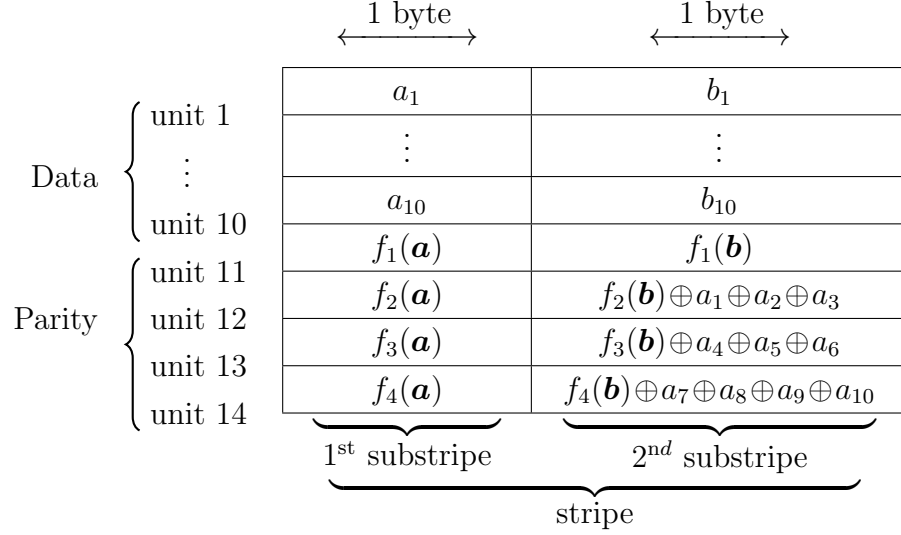 1 byte 1 byte
unit 1 a₁ b₁
⋮ ⋮ ⋮
Data
unit 10 a₁₀ b₁₀
unit 11 f₁(𝒂) f₁(𝒃)
unit 12 f₂(𝒂) f₂(𝒃)⊕a₁⊕a₂⊕a₃
Parity
unit 13 f₃(𝒂) f₃(𝒃)⊕a₄⊕a₅⊕a₆
unit 14 f₄(𝒂) f₄(𝒃)⊕a₇⊕a₈⊕a₉⊕a₁₀
1ˢᵗ substripe 2ⁿᵈ substripe
stripe